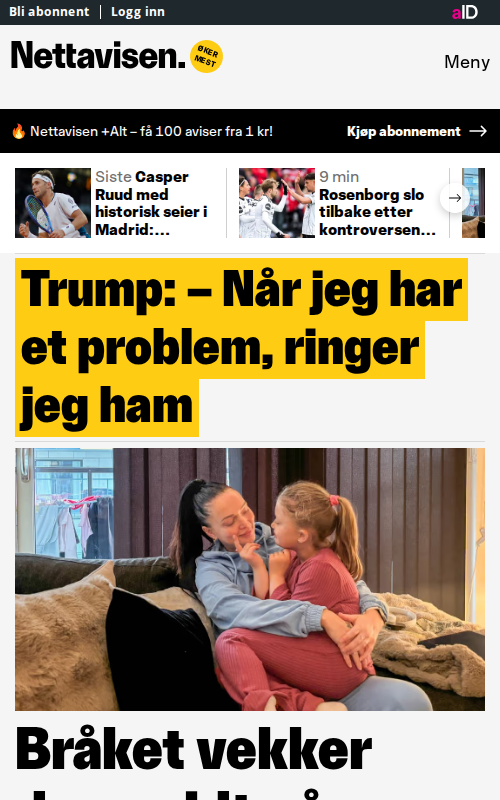 Bli abonnent | Logg inn
aID
Nettavisen.
ØKER
MEST
Meny
🔥 Nettavisen +Alt – få 100 aviser fra 1 kr!
Kjøp abonnement →
Siste Casper
Ruud med
historisk seier i
Madrid:...
9 min
Rosenborg slo
tilbake etter
kontroversen...
Trump: – Når jeg har
et problem, ringer
jeg ham
Bråket vekker